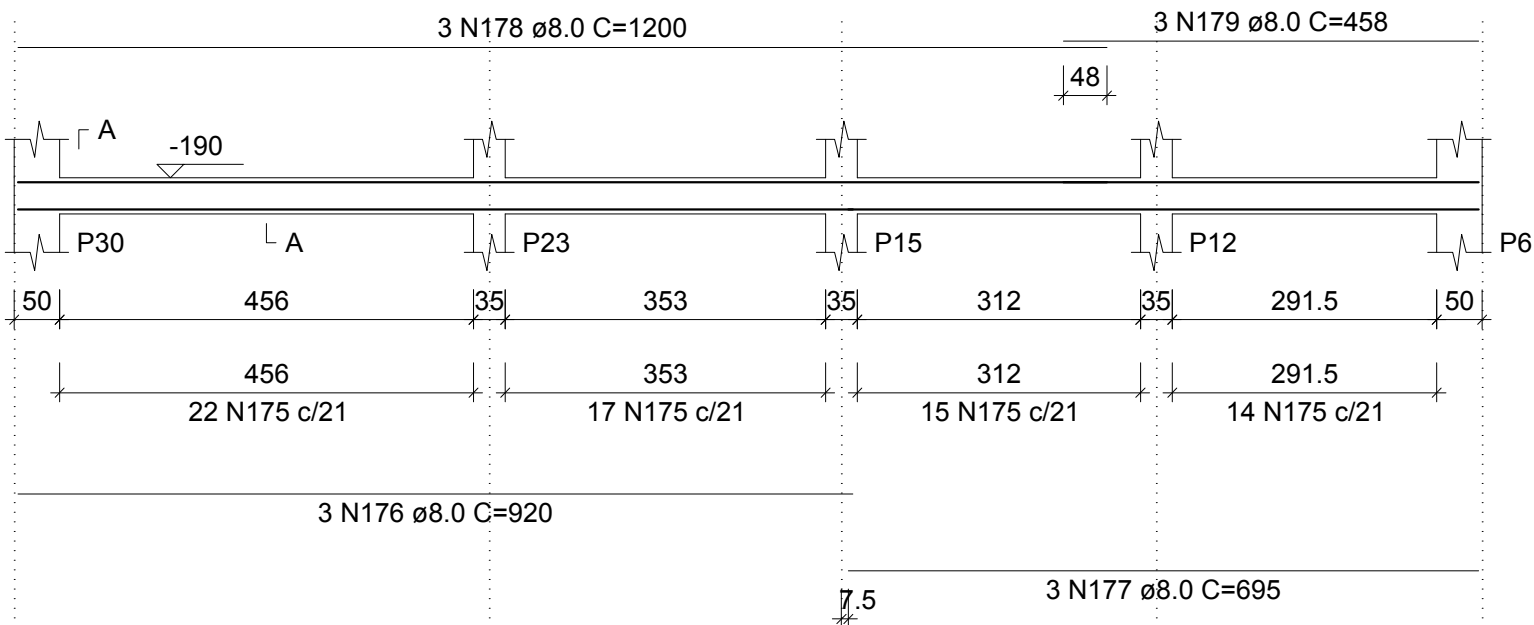 3 N178 ø8.0 C=1200
3 N179 ø8.0 C=458
48
A
-190
P30
A
P23
P15
P12
P6
50 456 35 353 35 312 35 291.5 50
456 353 312 291.5
22 N175 c/21 17 N175 c/21 15 N175 c/21 14 N175 c/21
3 N176 ø8.0 C=920
3 N177 ø8.0 C=695
7.5